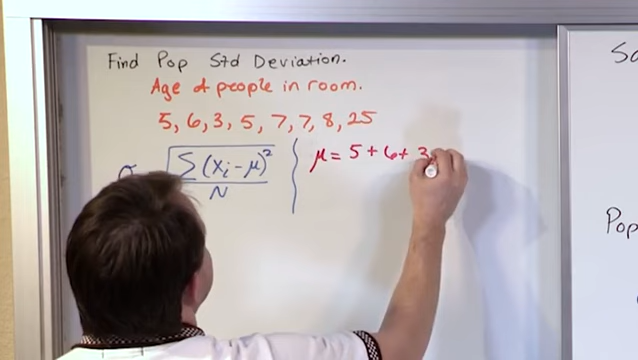 Find Pop Std Deviation.
Age of people in room.
5, 6, 3, 5, 7, 7, 8, 25
σ √Σ(xᵢ-μ)²
N
μ = 5 + 6 + 3
Pop